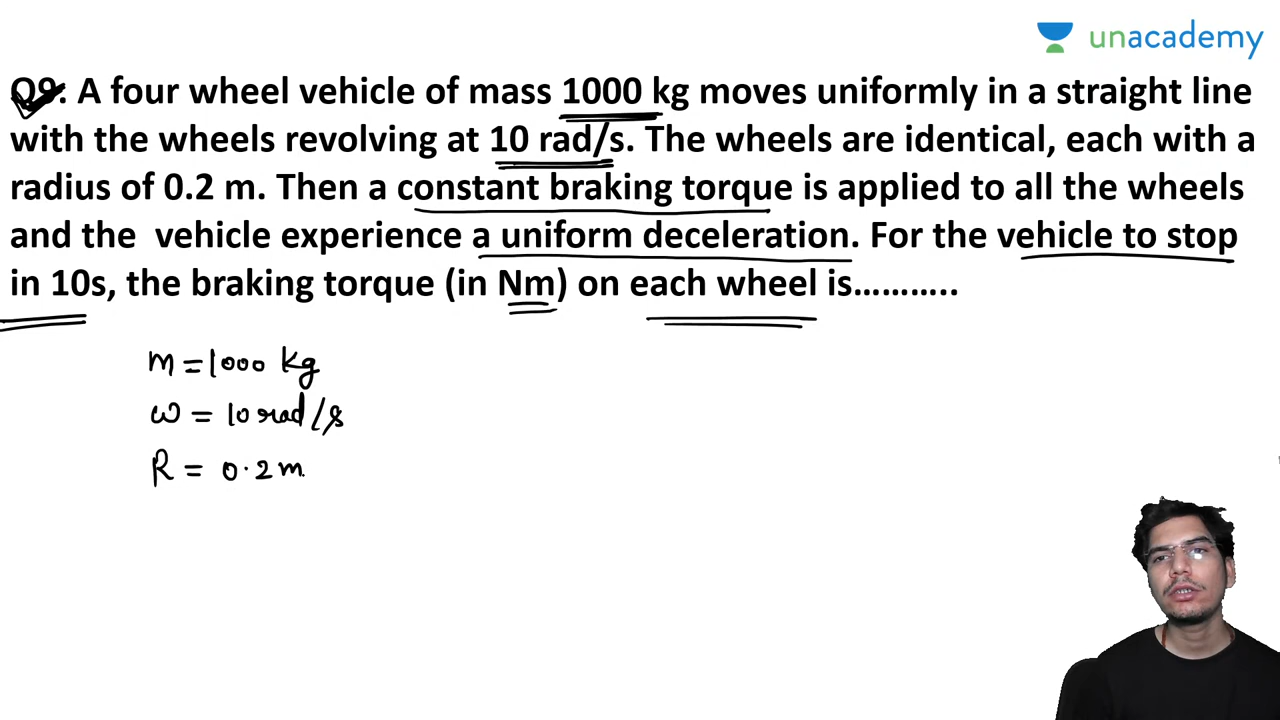 unacademy
Q9. A four wheel vehicle of mass 1000 kg moves uniformly in a straight line
with the wheels revolving at 10 rad/s. The wheels are identical, each with a
radius of 0.2 m. Then a constant braking torque is applied to all the wheels
and the vehicle experience a uniform deceleration. For the vehicle to stop
in 10s, the braking torque (in Nm) on each wheel is………..
m = 1000 kg
ω = 10 rad/s
R = 0.2 m